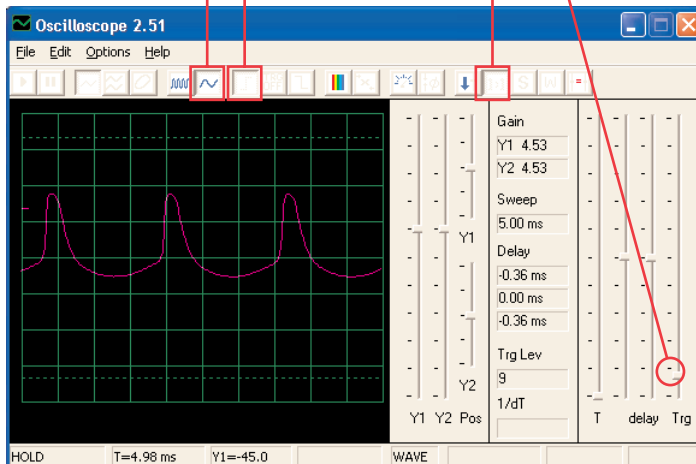 Oscilloscope 2.51
File Edit Options Help
Gain
Y1 4.53
Y2 4.53
Sweep
5.00 ms
Y1
Delay
-0.36 ms
0.00 ms
-0.36 ms
Trg Lev
9
Y2
1/dT
Y1 Y2 Pos
T delay Trg
HOLD T=4.98 ms Y1=-45.0 WAVE